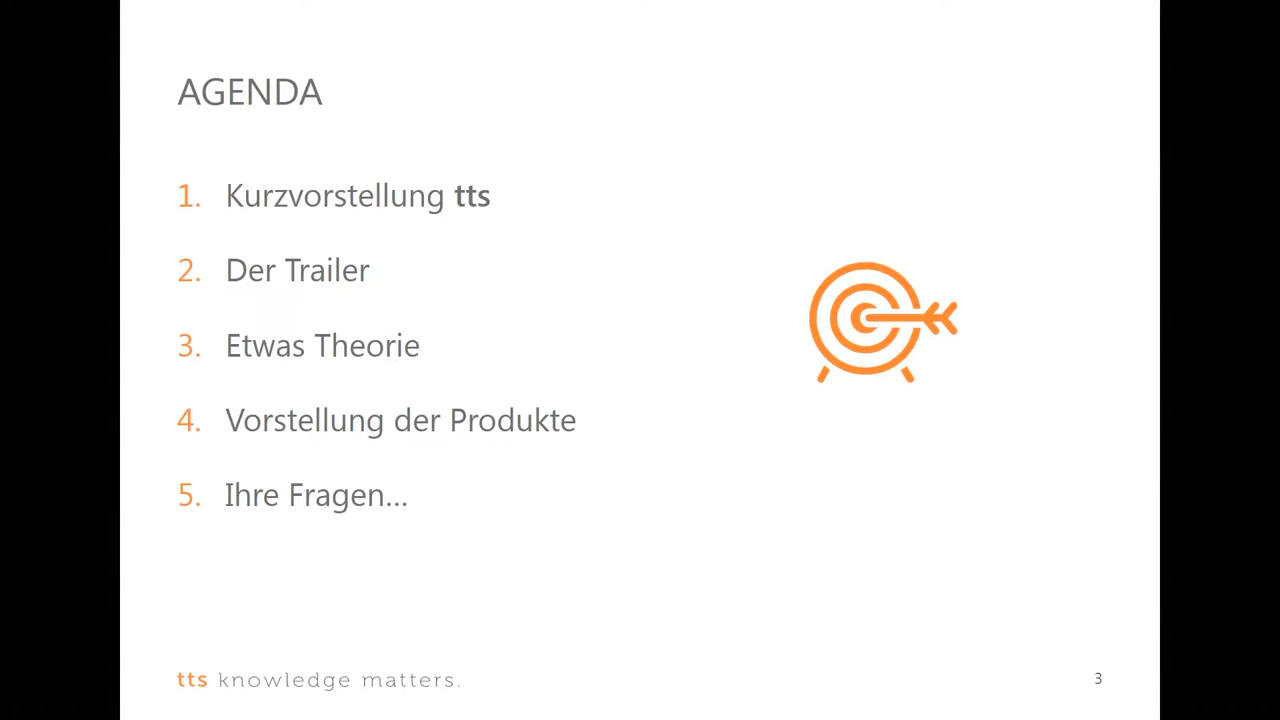 AGENDA
1. Kurzvorstellung tts
2. Der Trailer
3. Etwas Theorie
4. Vorstellung der Produkte
5. Ihre Fragen...
tts knowledge matters.
3